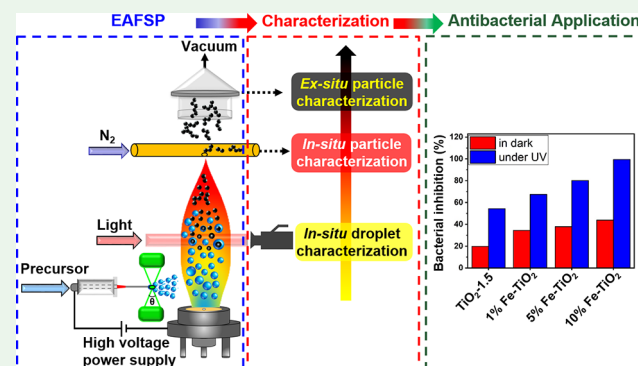 EAFSP
Characterization
Antibacterial Application
Vacuum
Ex-situ particle
characterization
N2
In-situ particle
characterization
Light
In-situ droplet
characterization
Precursor
θ
High voltage
power supply
Bacterial inhibition (%)
120
100
80
60
40
20
0
in dark
under UV
TiO2-1.5
1% Fe-TiO2
5% Fe-TiO2
10% Fe-TiO2